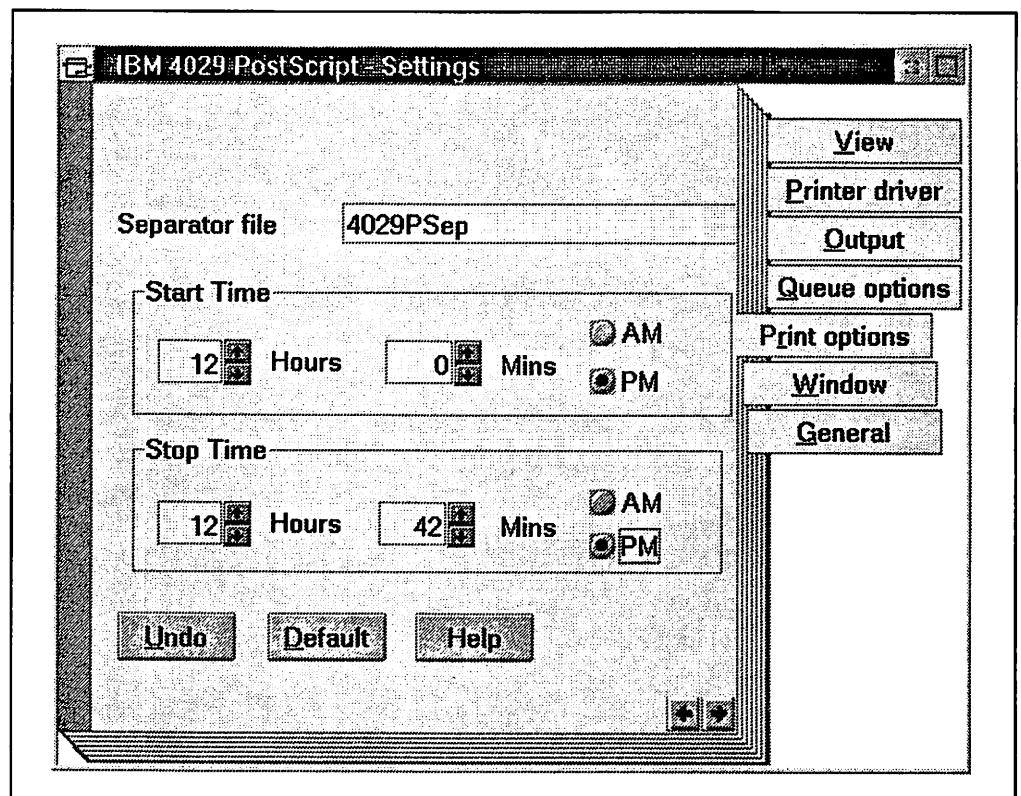 IBM 4029 PostScript - Settings
View
Printer driver
Separator file 4029PSep
Output
Queue options
Start Time
Print options
AM
12 Hours 0 Mins
PM
Window
General
Stop Time
AM
12 Hours 42 Mins
PM
Undo Default Help